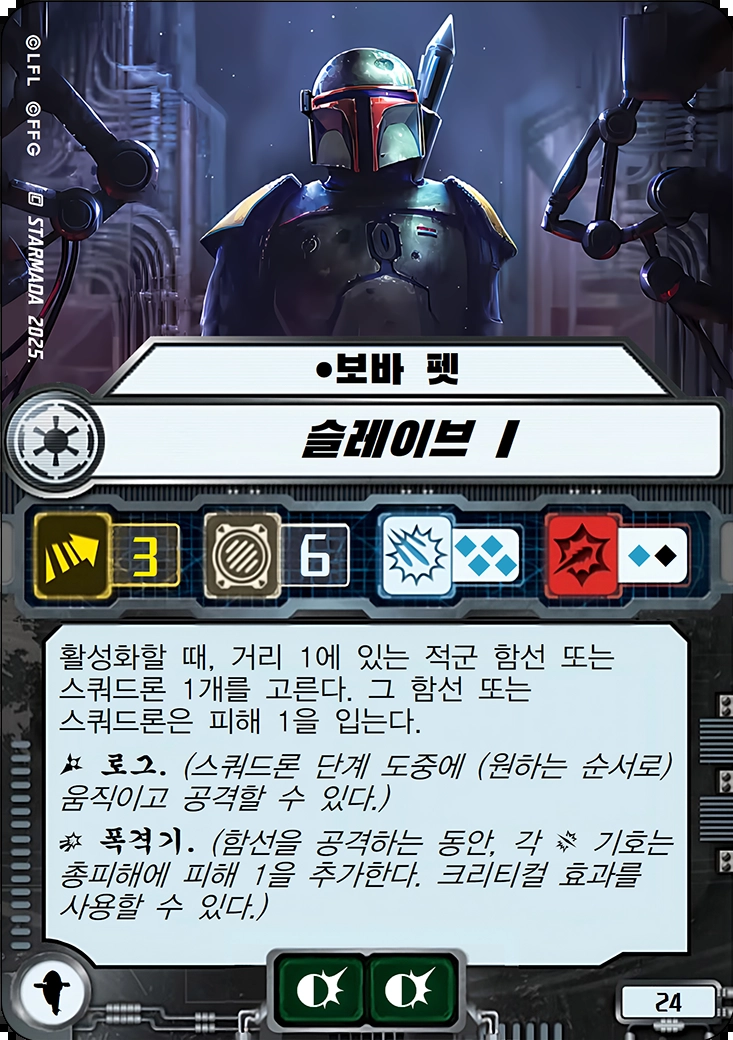 ©LFL ©FFG © STARMADA 2025.
•보바 펫
슬레이브 I
3 6
활성화할 때, 거리 1에 있는 적군 함선 또는
스쿼드론 1개를 고른다. 그 함선 또는
스쿼드론은 피해 1을 입는다.
로그. (스쿼드론 단계 도중에 (원하는 순서로)
움직이고 공격할 수 있다.)
폭격기. (함선을 공격하는 동안, 각 기호는
총피해에 피해 1을 추가한다. 크리티컬 효과를
사용할 수 있다.)
24